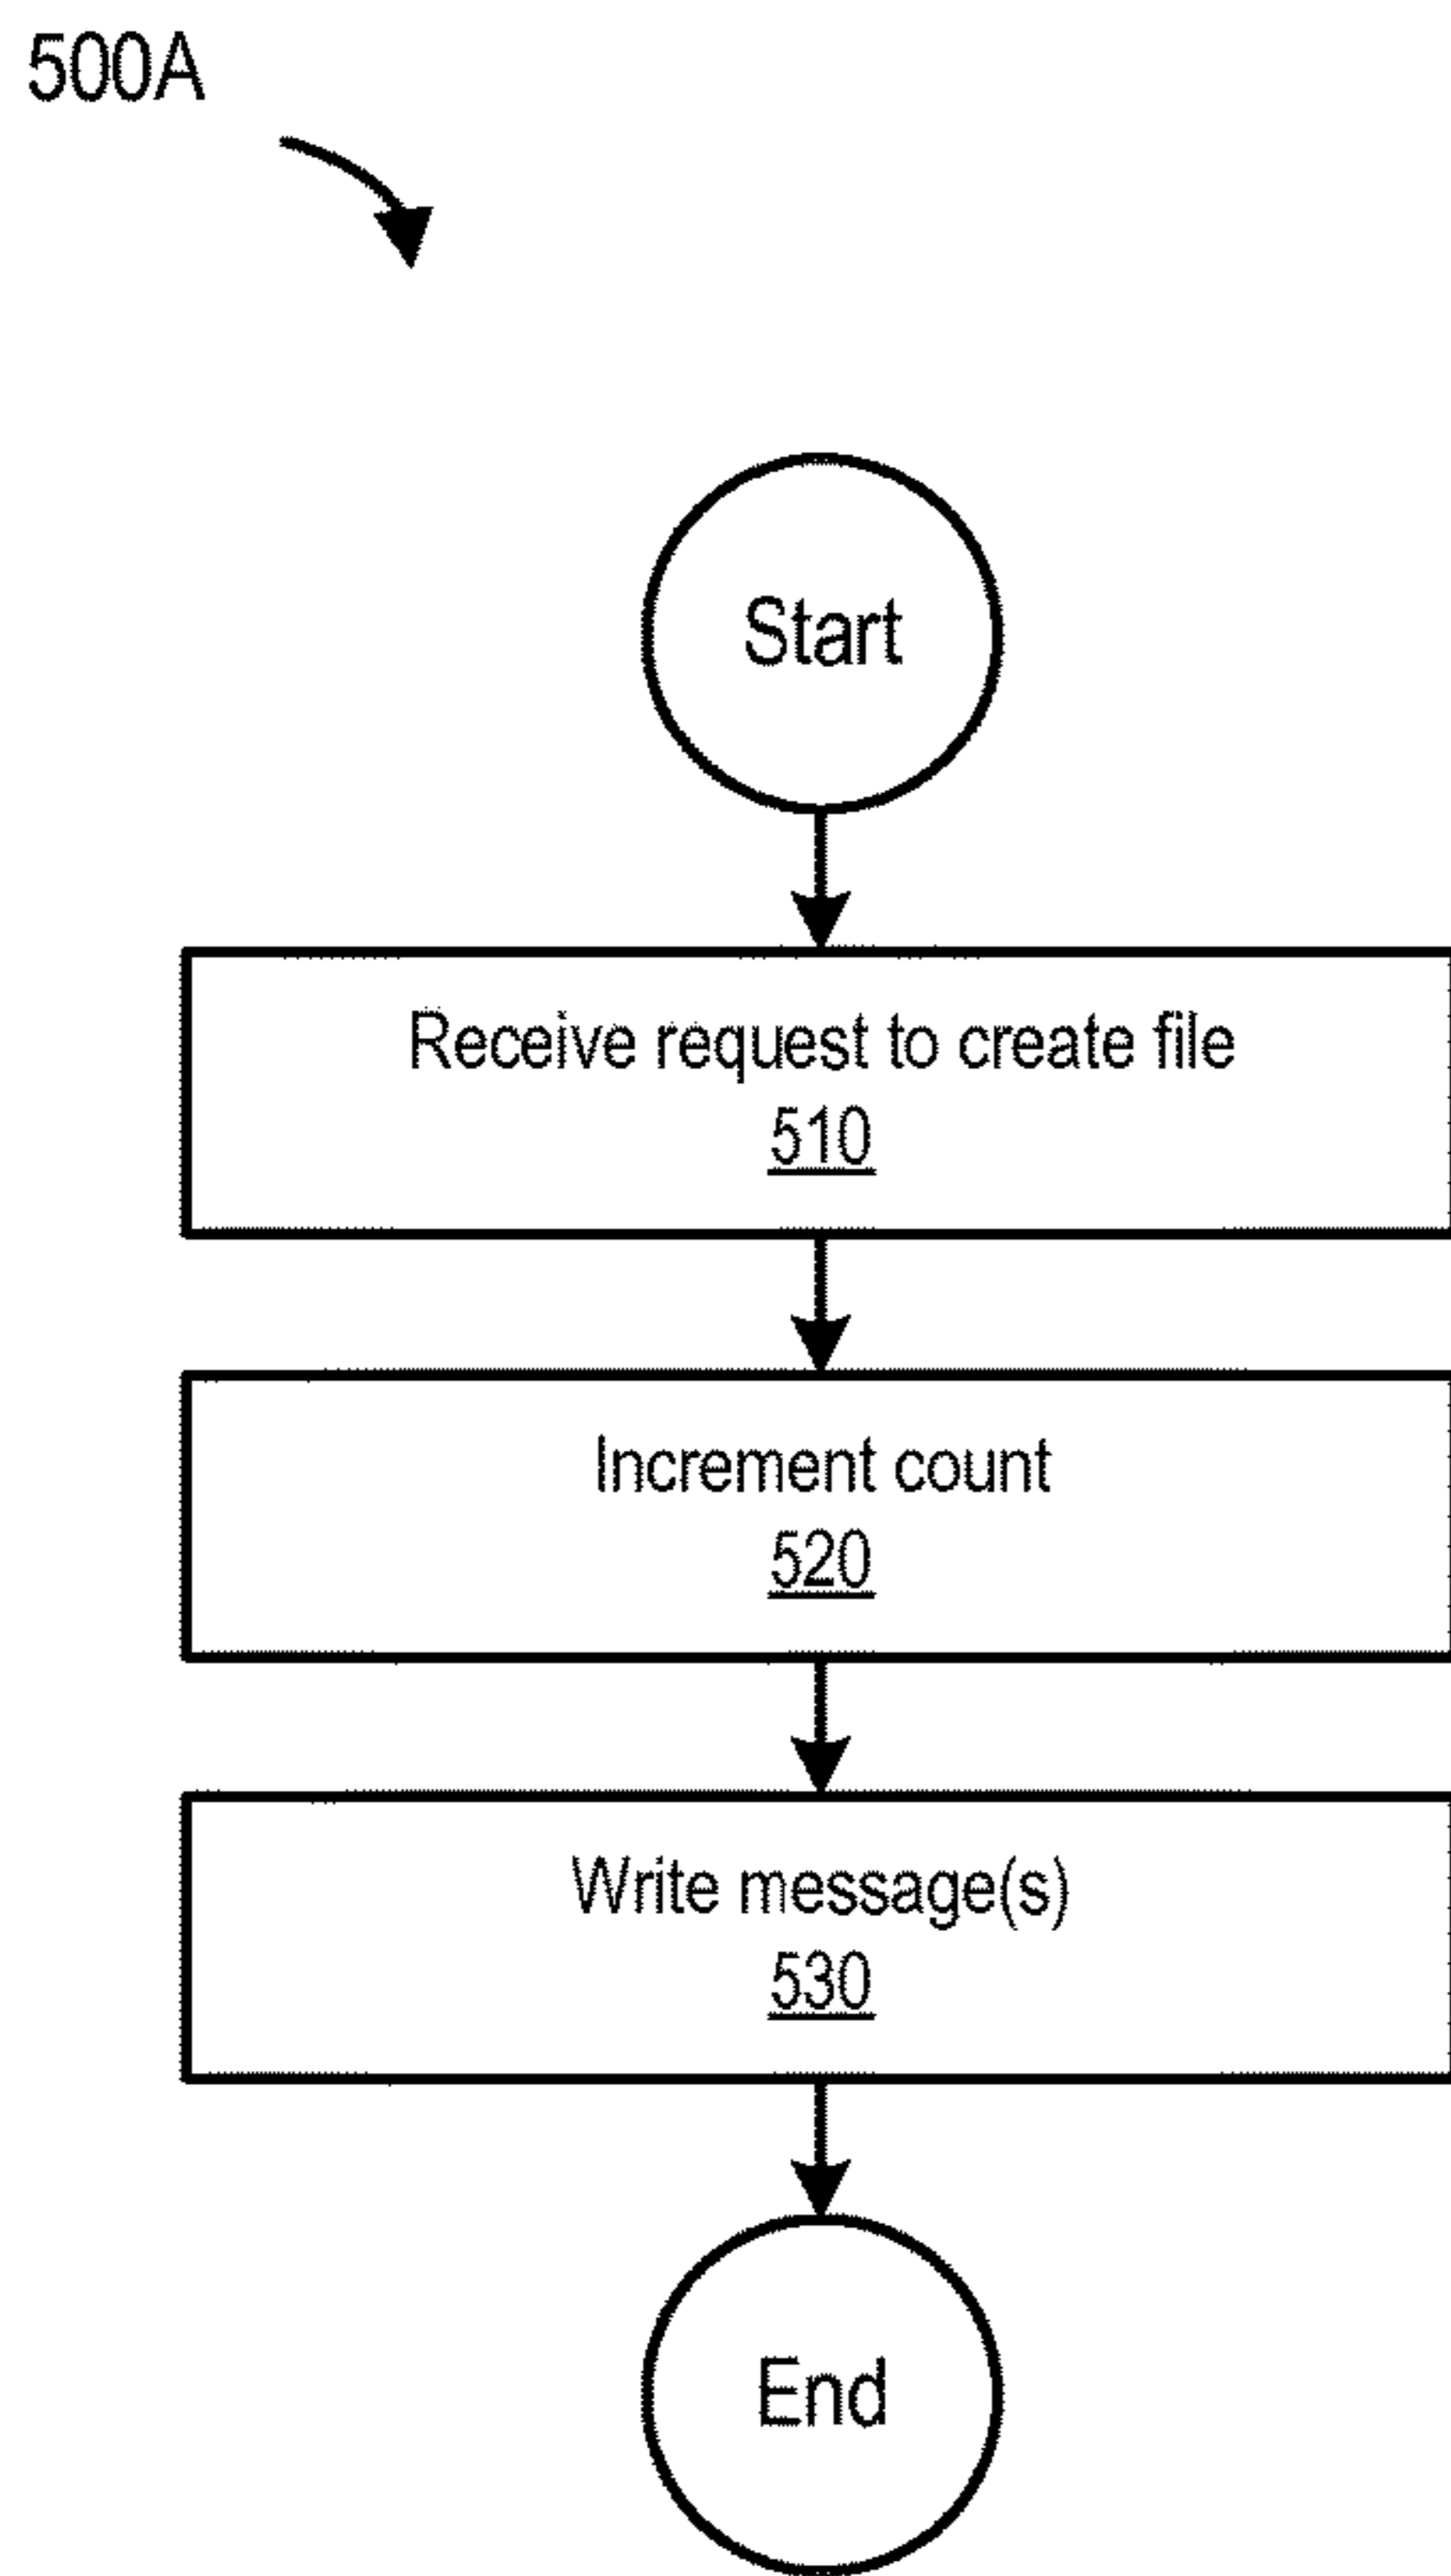 500A
Start
Receive request to create file
510
Increment count
520
Write message(s)
530
End